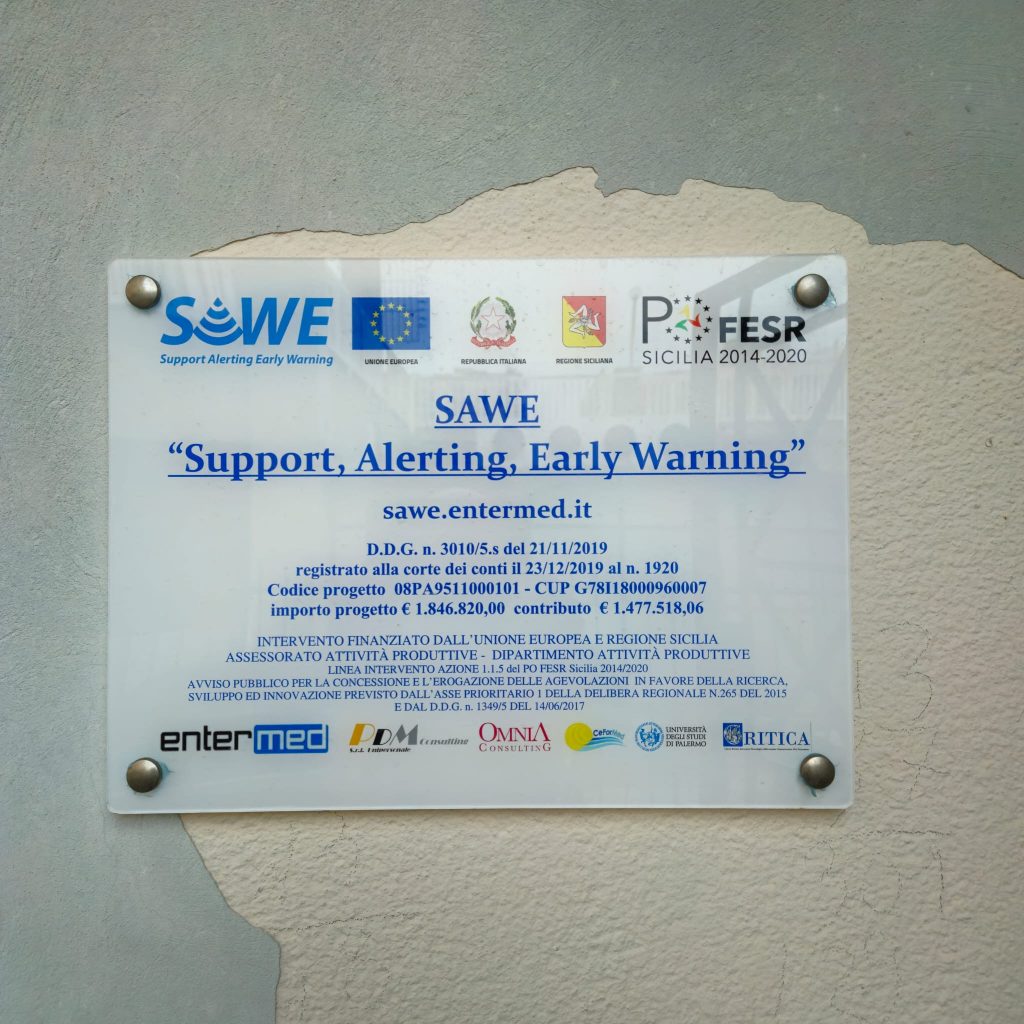 SAWE
Support Alerting Early Warning
UNIONE EUROPEA
REPUBBLICA ITALIANA
REGIONE SICILIANA
PO FESR
SICILIA 2014-2020
SAWE
“Support, Alerting, Early Warning”
sawe.entermed.it
D.D.G. n. 3010/5.s del 21/11/2019
registrato alla corte dei conti il 23/12/2019 al n. 1920
Codice progetto 08PA9511000101 - CUP G78I18000960007
importo progetto € 1.846.820,00 contributo € 1.477.518,06
INTERVENTO FINANZIATO DALL’UNIONE EUROPEA E REGIONE SICILIA
ASSESSORATO ATTIVITÀ PRODUTTIVE - DIPARTIMENTO ATTIVITÀ PRODUTTIVE
LINEA INTERVENTO AZIONE 1.1.5 del PO FESR Sicilia 2014/2020
AVVISO PUBBLICO PER LA CONCESSIONE E L’EROGAZIONE DELLE AGEVOLAZIONI IN FAVORE DELLA RICERCA,
SVILUPPO ED INNOVAZIONE PREVISTO DALL’ASSE PRIORITARIO 1 DELLA DELIBERA REGIONALE N.265 DEL 2015
E DAL D.D.G. n. 1349/5 DEL 14/06/2017
entermed
PDM Consulting
S.r.l. Unipersonale
OMNIA
CONSULTING
CeForMed
UNIVERSITÀ
DEGLI STUDI
DI PALERMO
CRITICA